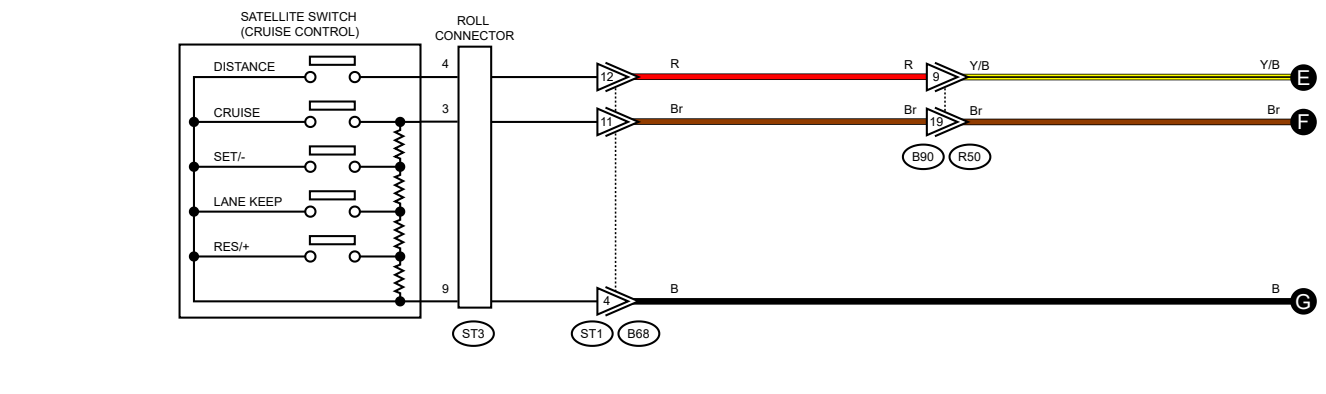 SATELLITE SWITCH
(CRUISE CONTROL)
ROLL
CONNECTOR
DISTANCE
4
12
R
R
9
Y/B
Y/B
E
CRUISE
3
11
Br
Br
19
Br
Br
F
SET/-
B90
R50
LANE KEEP
RES/+
9
4
B
B
G
ST3
ST1
B68